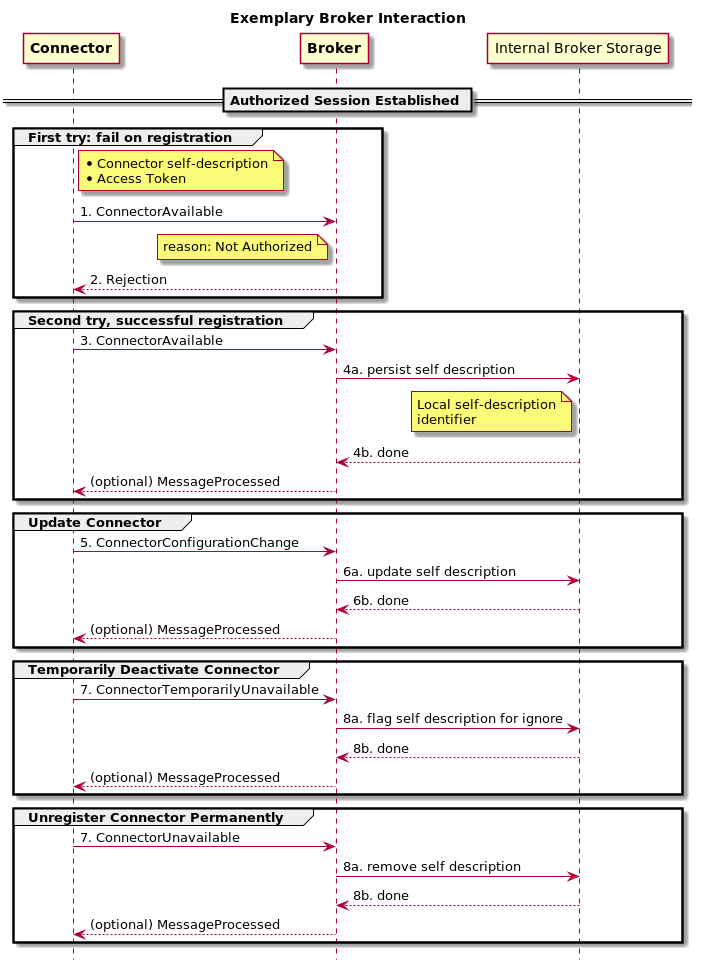 Exemplary Broker Interaction
Connector
Broker
Internal Broker Storage
Authorized Session Established
First try: fail on registration
• Connector self-description
• Access Token
1. ConnectorAvailable
reason: Not Authorized
2. Rejection
Second try, successful registration
3. ConnectorAvailable
4a. persist self description
Local self-description
identifier
4b. done
(optional) MessageProcessed
Update Connector
5. ConnectorConfigurationChange
6a. update self description
6b. done
(optional) MessageProcessed
Temporarily Deactivate Connector
7. ConnectorTemporarilyUnavailable
8a. flag self description for ignore
8b. done
(optional) MessageProcessed
Unregister Connector Permanently
7. ConnectorUnavailable
8a. remove self description
8b. done
(optional) MessageProcessed